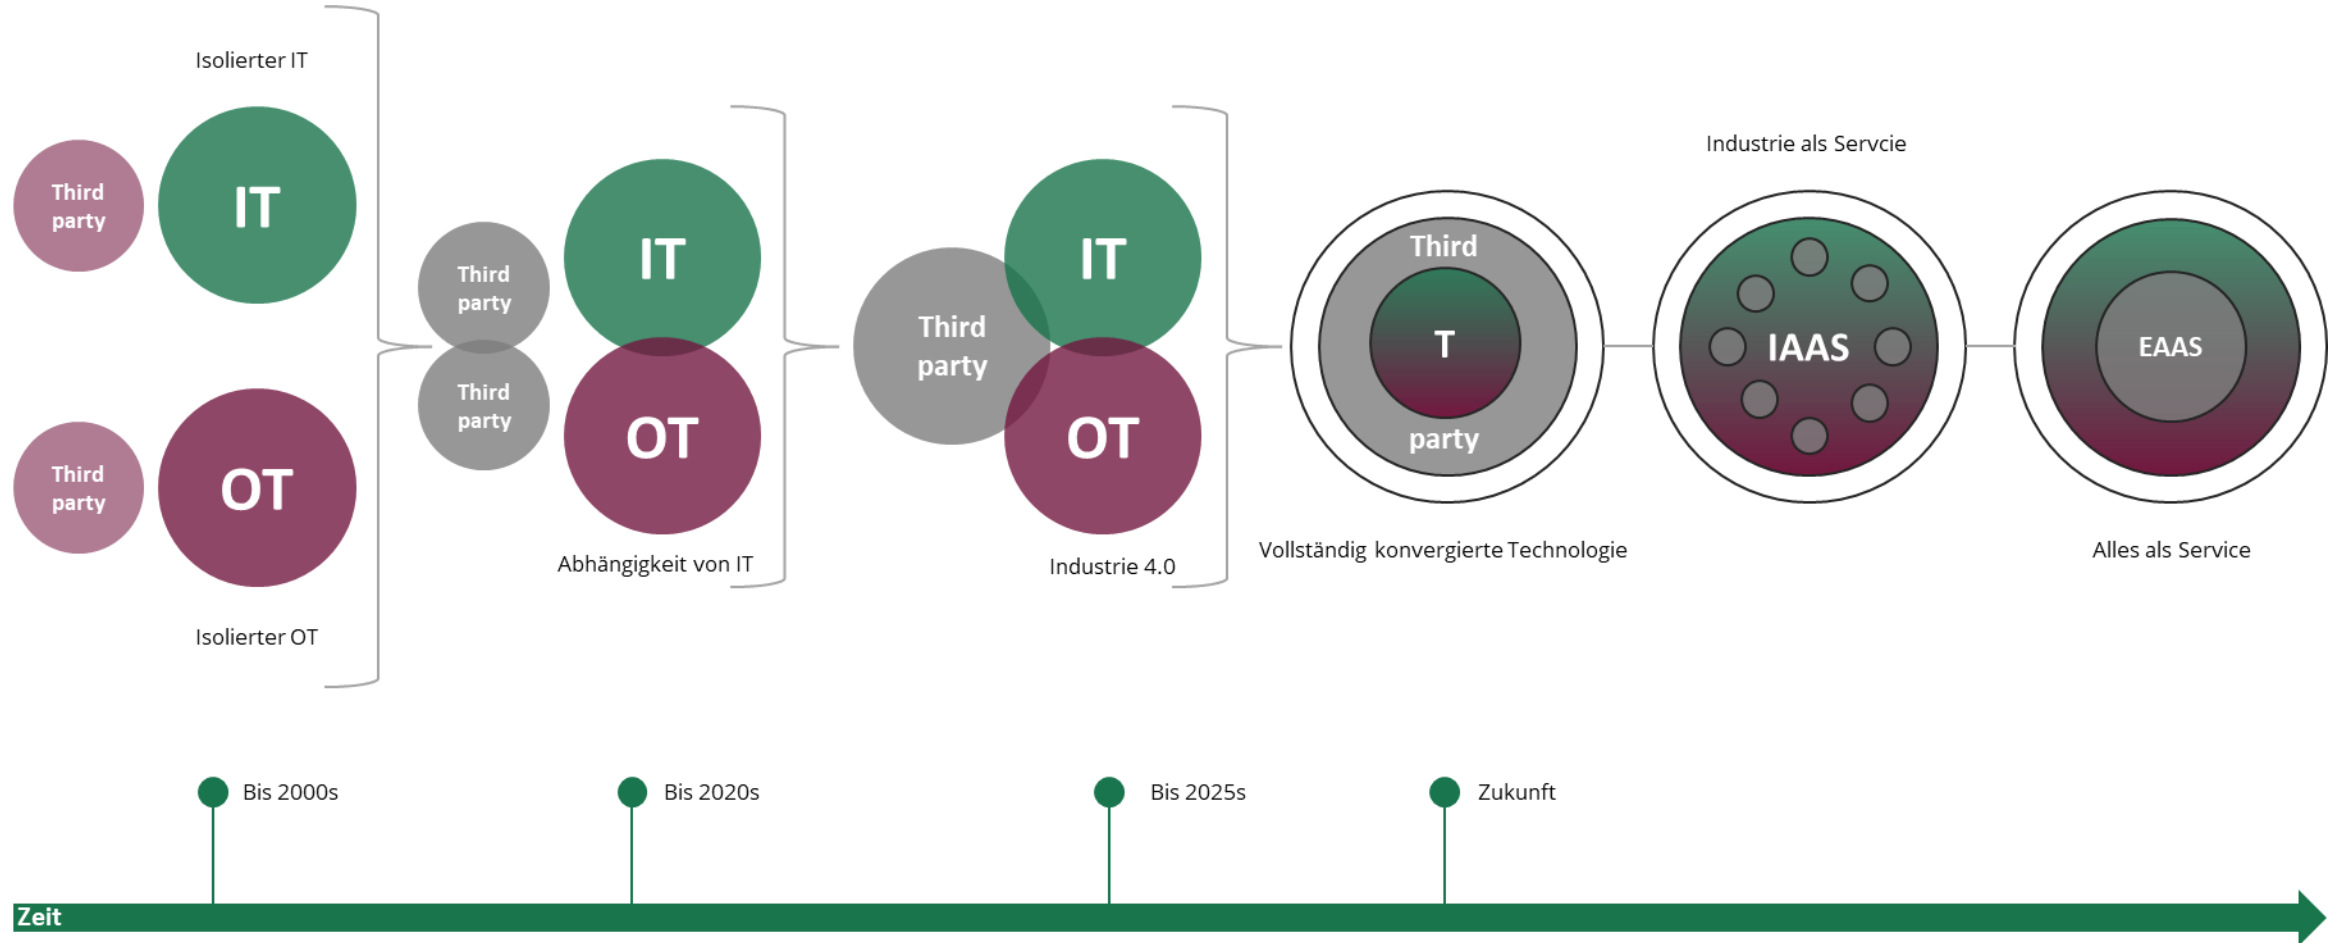 Isolierter IT
Third
party
IT
Third
party
OT
Isolierter OT
Third
party
Third
party
IT
OT
Abhängigkeit von IT
Third
party
IT
OT
Industrie 4.0
Third
T
party
Vollständig konvergierte Technologie
Industrie als Servcie
IAAS
EAAS
Alles als Service
Bis 2000s
Bis 2020s
Bis 2025s
Zukunft
Zeit